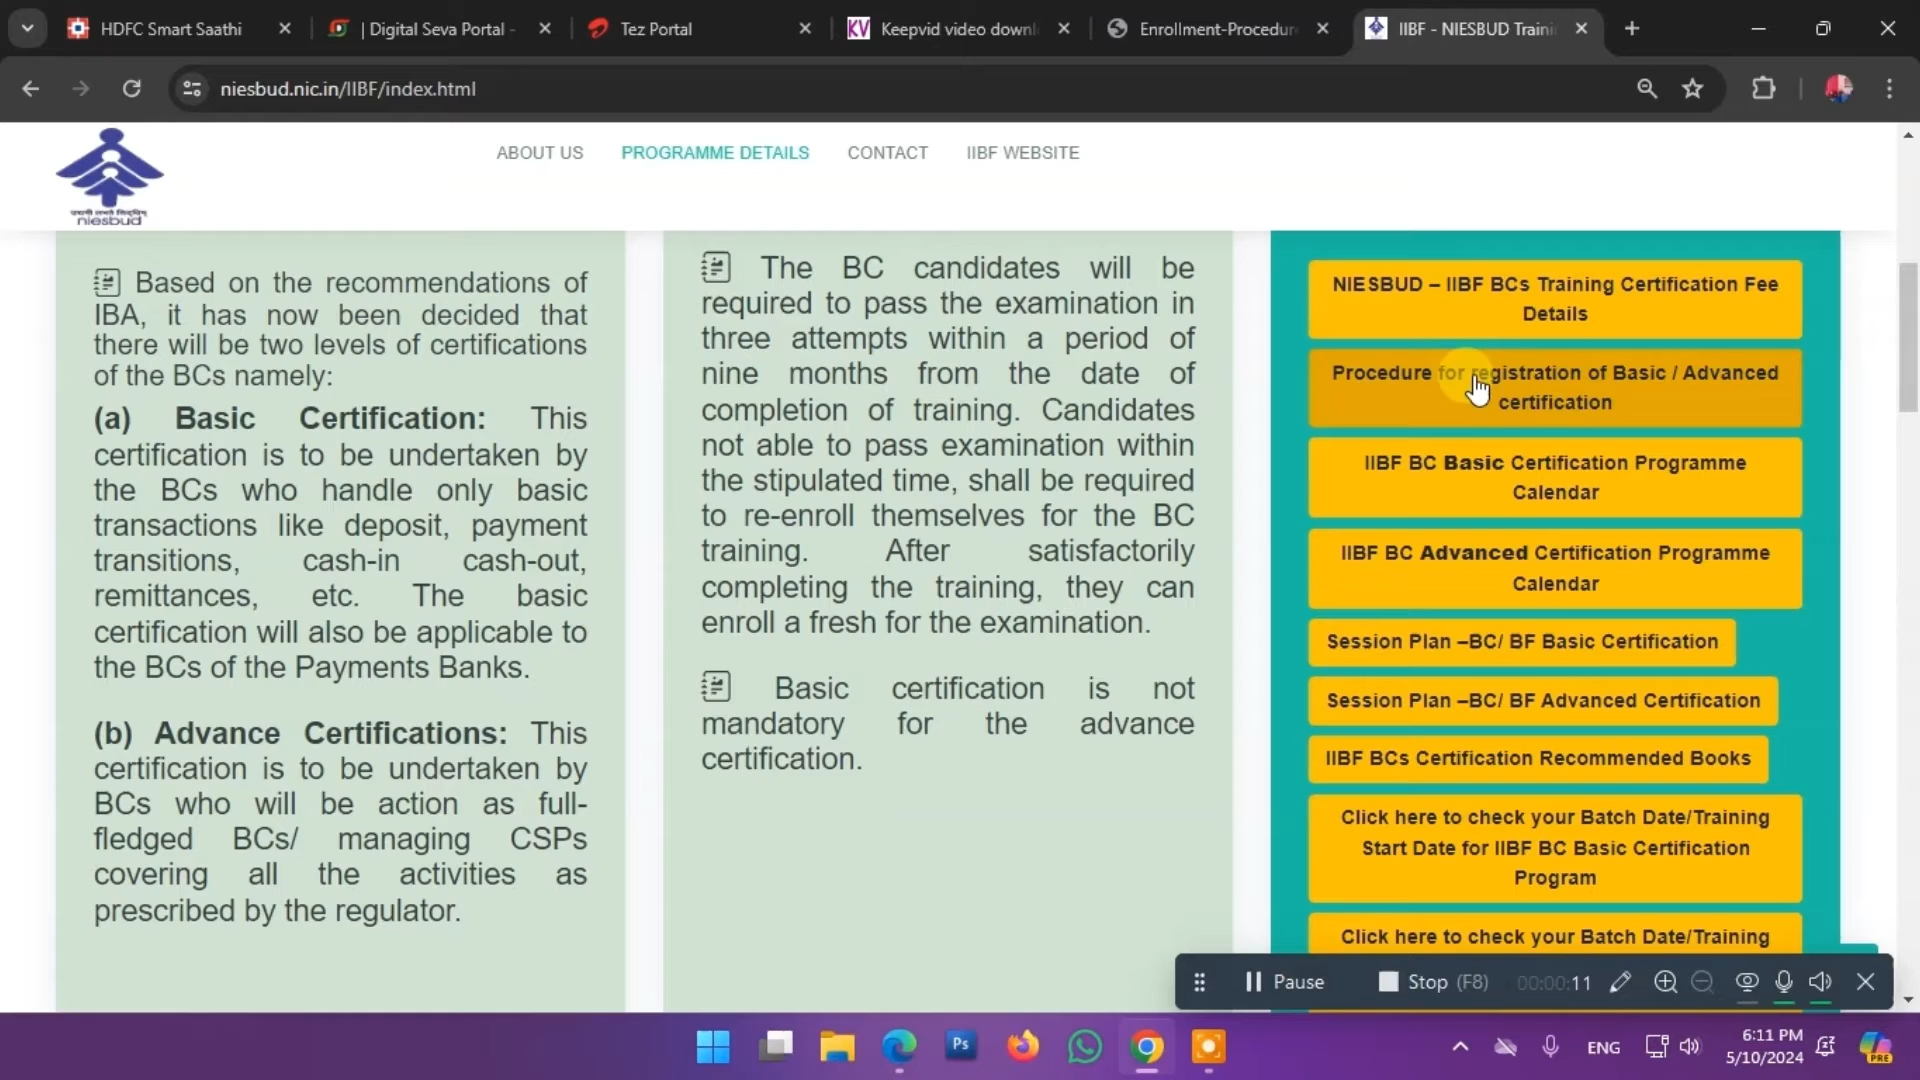 HDFC Smart Saathi
| Digital Seva Portal -
Tez Portal
KV Keepvid video downl
Enrollment-Procedur
IIBF - NIESBUD Traini
niesbud.nic.in/IIBF/index.html
niesbud
ABOUT US
PROGRAMME DETAILS
CONTACT
IIBF WEBSITE
Based on the recommendations of
IBA, it has now been decided that
there will be two levels of certifications
of the BCs namely:
(a) Basic Certification: This
certification is to be undertaken by
the BCs who handle only basic
transactions like deposit, payment
transitions, cash-in cash-out,
remittances, etc. The basic
certification will also be applicable to
the BCs of the Payments Banks.
(b) Advance Certifications: This
certification is to be undertaken by
BCs who will be action as full-
fledged BCs/ managing CSPs
covering all the activities as
prescribed by the regulator.
The BC candidates will be
required to pass the examination in
three attempts within a period of
nine months from the date of
completion of training. Candidates
not able to pass examination within
the stipulated time, shall be required
to re-enroll themselves for the BC
training. After satisfactorily
completing the training, they can
enroll a fresh for the examination.
Basic certification is not
mandatory for the advance
certification.
NIESBUD – IIBF BCs Training Certification Fee
Details
Procedure for registration of Basic / Advanced
certification
IIBF BC Basic Certification Programme
Calendar
IIBF BC Advanced Certification Programme
Calendar
Session Plan –BC/ BF Basic Certification
Session Plan –BC/ BF Advanced Certification
IIBF BCs Certification Recommended Books
Click here to check your Batch Date/Training
Start Date for IIBF BC Basic Certification
Program
Click here to check your Batch Date/Training
Pause
Stop (F8)
00:00:11
Ps
ENG
6:11 PM
5/10/2024
PRE